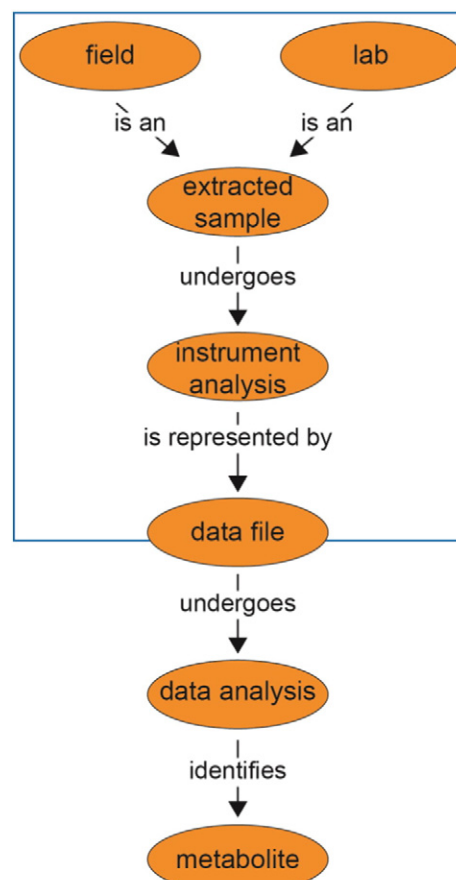 field
lab
is an
is an
extracted
sample
undergoes
instrument
analysis
is represented by
data file
undergoes
data analysis
identifies
metabolite